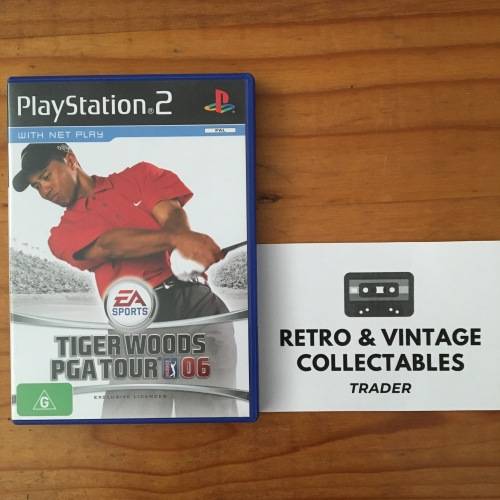 PlayStation®2
WITH NET PLAY
PAL
EA
SPORTS
TIGER WOODS
PGA TOUR 06
G
EXCLUSIVE LICENSEE
RETRO & VINTAGE
COLLECTABLES
TRADER